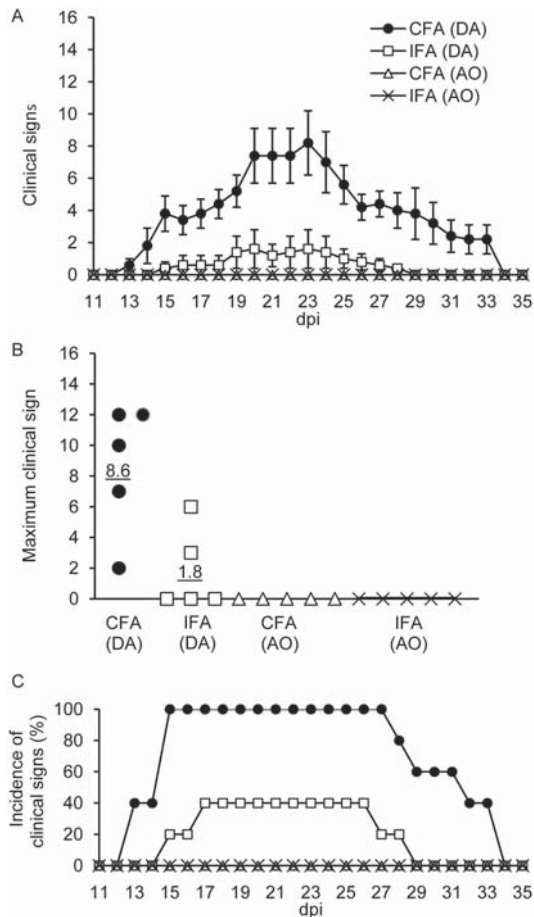 A
16
14
12
10
8
6
4
2
0
Clinical signs
CFA (DA)
IFA (DA)
CFA (AO)
IFA (AO)
11 13 15 17 19 21 23 25 27 29 31 33 35
dpi
B
16
14
12
10
8
6
4
2
0
Maximum clinical sign
8.6
1.8
CFA
(DA)
IFA
(DA)
CFA
(AO)
IFA
(AO)
C
100
80
60
40
20
0
Incidence of
clinical signs (%)
11 13 15 17 19 21 23 25 27 29 31 33 35
dpi